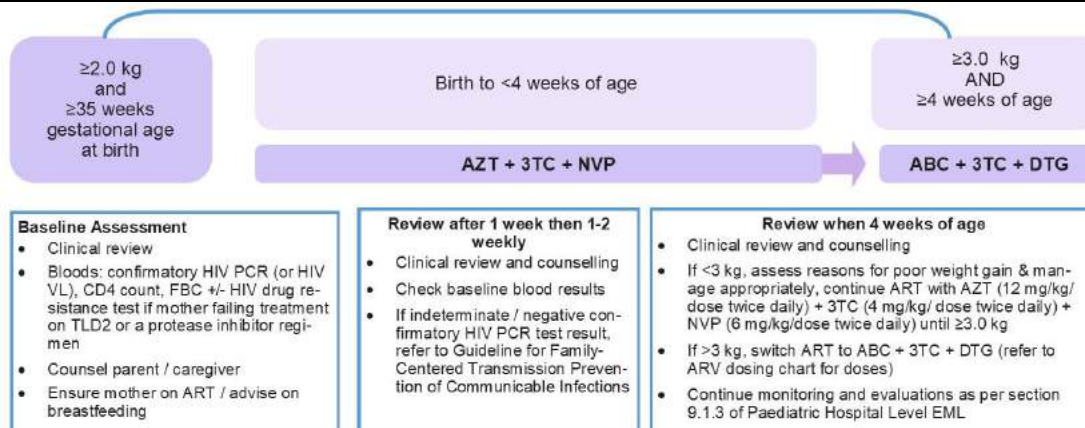 ≥2.0 kg
and
≥35 weeks
gestational age
at birth
Birth to <4 weeks of age
≥3.0 kg
AND
≥4 weeks of age
AZT + 3TC + NVP
ABC + 3TC + DTG
Baseline Assessment
• Clinical review
• Bloods: confirmatory HIV PCR (or HIV
VL), CD4 count, FBC +/- HIV drug re-
sistance test if mother failing treatment
on TLD2 or a protease inhibitor regi-
men
• Counsel parent / caregiver
• Ensure mother on ART / advise on
breastfeeding
Review after 1 week then 1-2
weekly
• Clinical review and counselling
• Check baseline blood results
• If indeterminate / negative con-
firmatory HIV PCR test result,
refer to Guideline for Family-
Centered Transmission Preven-
tion of Communicable Infections
Review when 4 weeks of age
• Clinical review and counselling
• If <3 kg, assess reasons for poor weight gain & man-
age appropriately, continue ART with AZT (12 mg/kg/
dose twice daily) + 3TC (4 mg/kg/ dose twice daily) +
NVP (6 mg/kg/dose twice daily) until ≥3.0 kg
• If >3 kg, switch ART to ABC + 3TC + DTG (refer to
ARV dosing chart for doses)
• Continue monitoring and evaluations as per section
9.1.3 of Paediatric Hospital Level EML